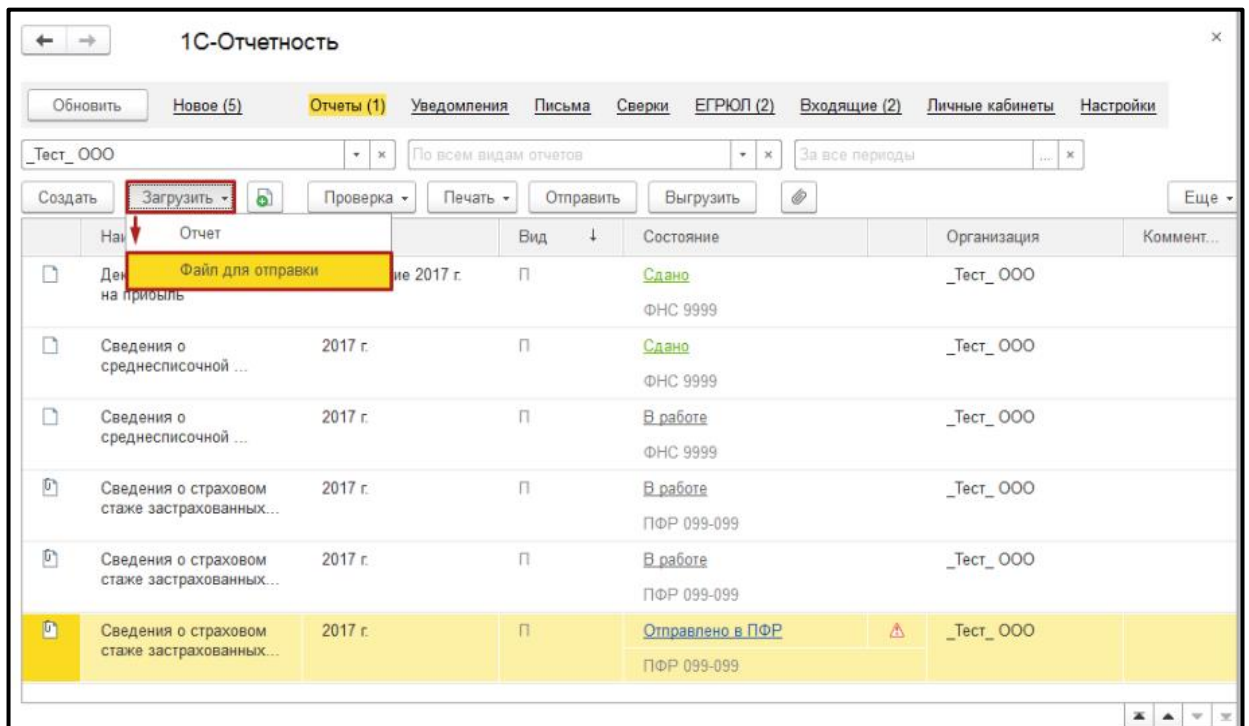 1С-Отчетность
Обновить Новое (5) Отчеты (1) Уведомления Письма Сверки ЕГРЮЛ (2) Входящие (2) Личные кабинеты Настройки
_Тест_ ООО По всем видам отчетов За все периоды ...
Создать Загрузить Проверка Печать Отправить Выгрузить Еще
Отчет
Файл для отправки
Наи Вид ↓ Состояние Организация Коммент...
Дек ие 2017 г. П Сдано _Тест_ ООО
на прибыль
ФНС 9999
Сведения о 2017 г. П Сдано _Тест_ ООО
среднесписочной ...
ФНС 9999
Сведения о 2017 г. П В работе _Тест_ ООО
среднесписочной ...
ФНС 9999
Сведения о страховом 2017 г. П В работе _Тест_ ООО
стаже застрахованных...
ПФР 099-099
Сведения о страховом 2017 г. П В работе _Тест_ ООО
стаже застрахованных...
ПФР 099-099
Сведения о страховом 2017 г. П Отправлено в ПФР _Тест_ ООО
стаже застрахованных...
ПФР 099-099